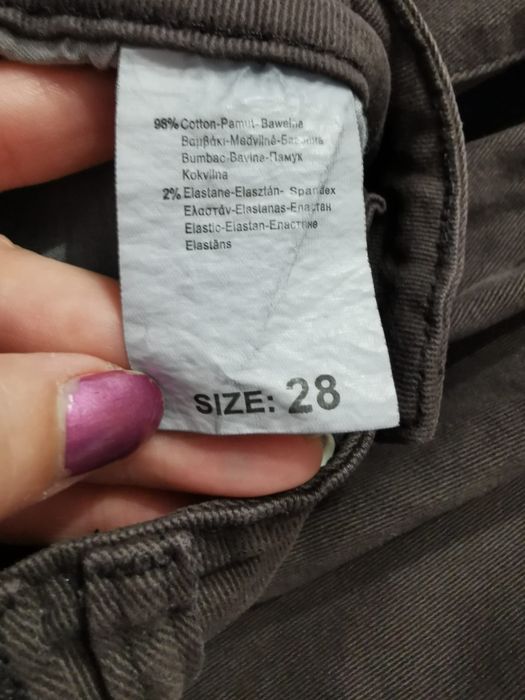 98% Cotton-Pamut-Bawełna
Βαμβάκι-Medvilnė-Бавовна
Bumbac-Bavlna-Памук
Kokvilna
2% Elastane-Elasztán- Spandex
Ελαστάν-Elastanas-Еластан
Elastic-Elastan-Еластине
Elastāns
SIZE: 28